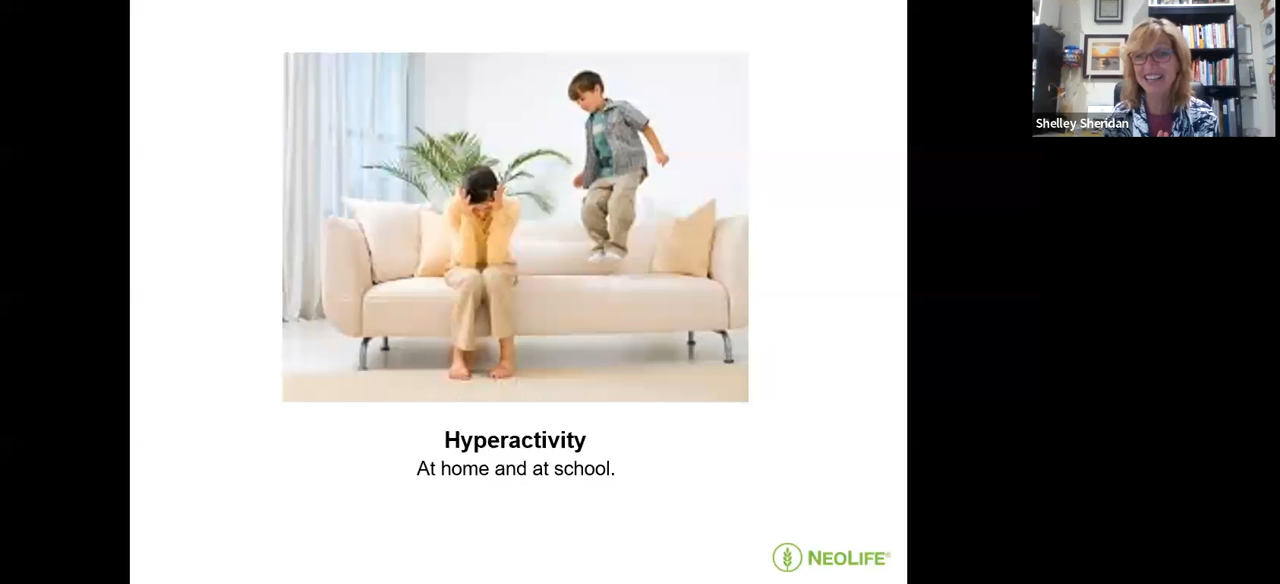 Shelley Sheridan
Hyperactivity
At home and at school.
NEOLIFE